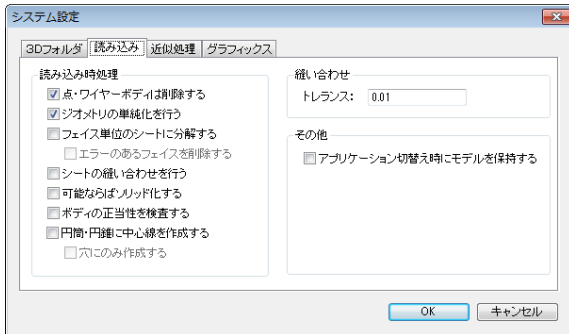 システム設定
3Dフォルダ 読み込み 近似処理 グラフィックス
読み込み時処理
点・ワイヤーボディは削除する
ジオメトリの単純化を行う
フェイス単位のシートに分解する
エラーのあるフェイスを削除する
シートの縫い合わせを行う
可能ならばソリッド化する
ボディの正当性を検査する
円筒・円錐に中心線を作成する
穴にのみ作成する
縫い合わせ
トレランス: 0.01
その他
アプリケーション切替え時にモデルを保持する
OK キャンセル